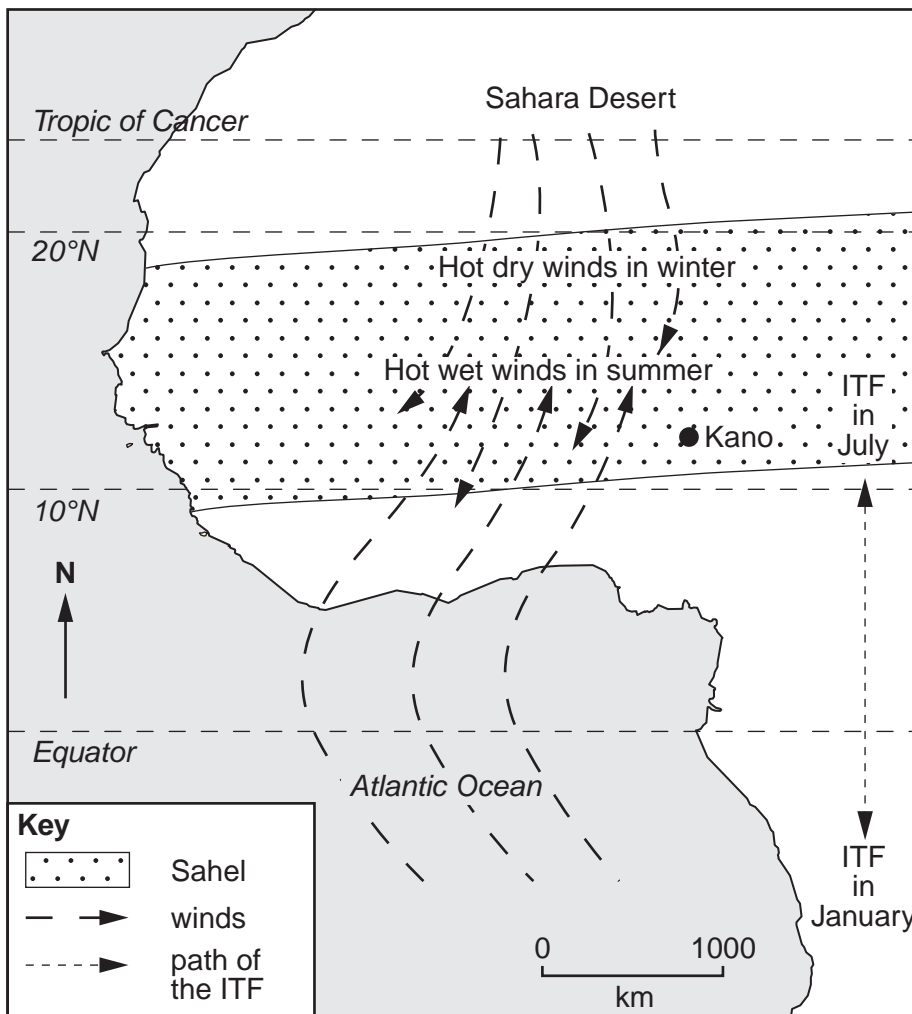 Sahara Desert
Tropic of Cancer
20°N
Hot dry winds in winter
Hot wet winds in summer
ITF
in
July
Kano
10°N
N
Equator
Atlantic Ocean
ITF
in
January
Key
Sahel
winds
path of
the ITF
0 1000
km